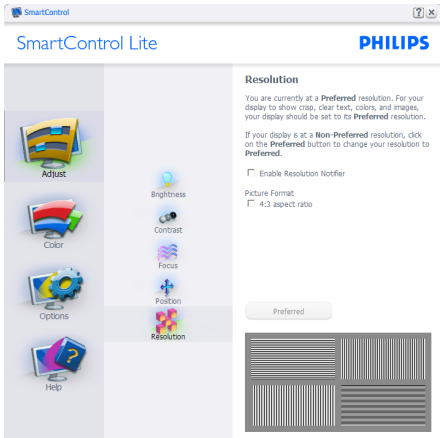 SmartControl
SmartControl Lite
PHILIPS
Adjust
Color
Options
Help
Brightness
Contrast
Focus
Position
Resolution
Resolution
You are currently at a Preferred resolution. For your
display to show crisp, clear text, colors, and images,
your display should be set to its Preferred resolution.
If your display is at a Non-Preferred resolution, click
on the Preferred button to change your resolution to
Preferred.
Enable Resolution Notifier
Picture Format
4:3 aspect ratio
Preferred